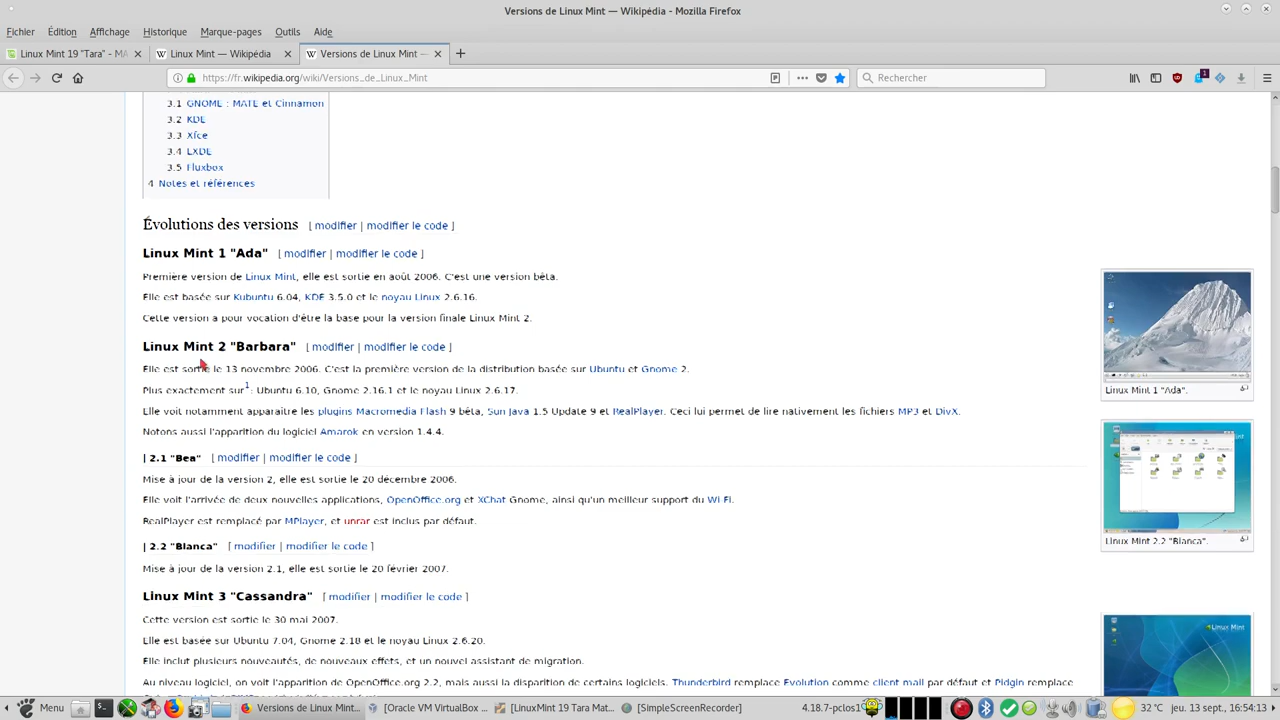 Versions de Linux Mint — Wikipédia - Mozilla Firefox
Fichier Édition Affichage Historique Marque-pages Outils Aide
Linux Mint 19 "Tara" - MA
Linux Mint — Wikipédia
Versions de Linux Mint —
https://fr.wikipedia.org/wiki/Versions_de_Linux_Mint
Rechercher
3.1 GNOME : MATE et Cinnamon
3.2 KDE
3.3 Xfce
3.4 LXDE
3.5 Fluxbox
4 Notes et références
Évolutions des versions [ modifier | modifier le code ]
Linux Mint 1 "Ada" [ modifier | modifier le code ]
Première version de Linux Mint, elle est sortie en août 2006. C'est une version bêta.
Elle est basée sur Kubuntu 6.04, KDE 3.5.0 et le noyau Linux 2.6.16.
Cette version a pour vocation d'être la base pour la version finale Linux Mint 2.
Linux Mint 1 "Ada".
Linux Mint 2 "Barbara" [ modifier | modifier le code ]
Elle est sortie le 13 novembre 2006. C'est la première version de la distribution basée sur Ubuntu et Gnome 2.
Plus exactement sur1 : Ubuntu 6.10, Gnome 2.16.1 et le noyau Linux 2.6.17.
Elle voit notamment apparaître les plugins Macromedia Flash 9 bêta, Sun Java 1.5 Update 9 et RealPlayer. Ceci lui permet de lire nativement les fichiers MP3 et DivX.
Notons aussi l'apparition du logiciel Amarok en version 1.4.4.
| 2.1 "Bea" [ modifier | modifier le code ]
Mise à jour de la version 2, elle est sortie le 20 décembre 2006.
Elle voit l'arrivée de deux nouvelles applications, OpenOffice.org et XChat Gnome, ainsi qu'un meilleur support du Wi Fi.
RealPlayer est remplacé par MPlayer, et unrar est inclus par défaut.
Linux Mint 2.2 "Blanca".
| 2.2 "Blanca" [ modifier | modifier le code ]
Mise à jour de la version 2.1, elle est sortie le 20 février 2007.
Linux Mint 3 "Cassandra" [ modifier | modifier le code ]
Cette version est sortie le 30 mai 2007.
Elle est basée sur Ubuntu 7.04, Gnome 2.18 et le noyau Linux 2.6.20.
Elle inclut plusieurs nouveautés, de nouveaux effets, et un nouvel assistant de migration.
Au niveau logiciel, on voit l'apparition de OpenOffice.org 2.2, mais aussi la disparition de certains logiciels. Thunderbird remplace Evolution comme client mail par défaut et Pidgin remplace
Linux Mint
Menu
Versions de Linux Mint...
[Oracle VM VirtualBox ...
[LinuxMint 19 Tara Mat...
[SimpleScreenRecorder]
4.18.7-pclos1
32°C jeu. 13 sept., 16:54:13